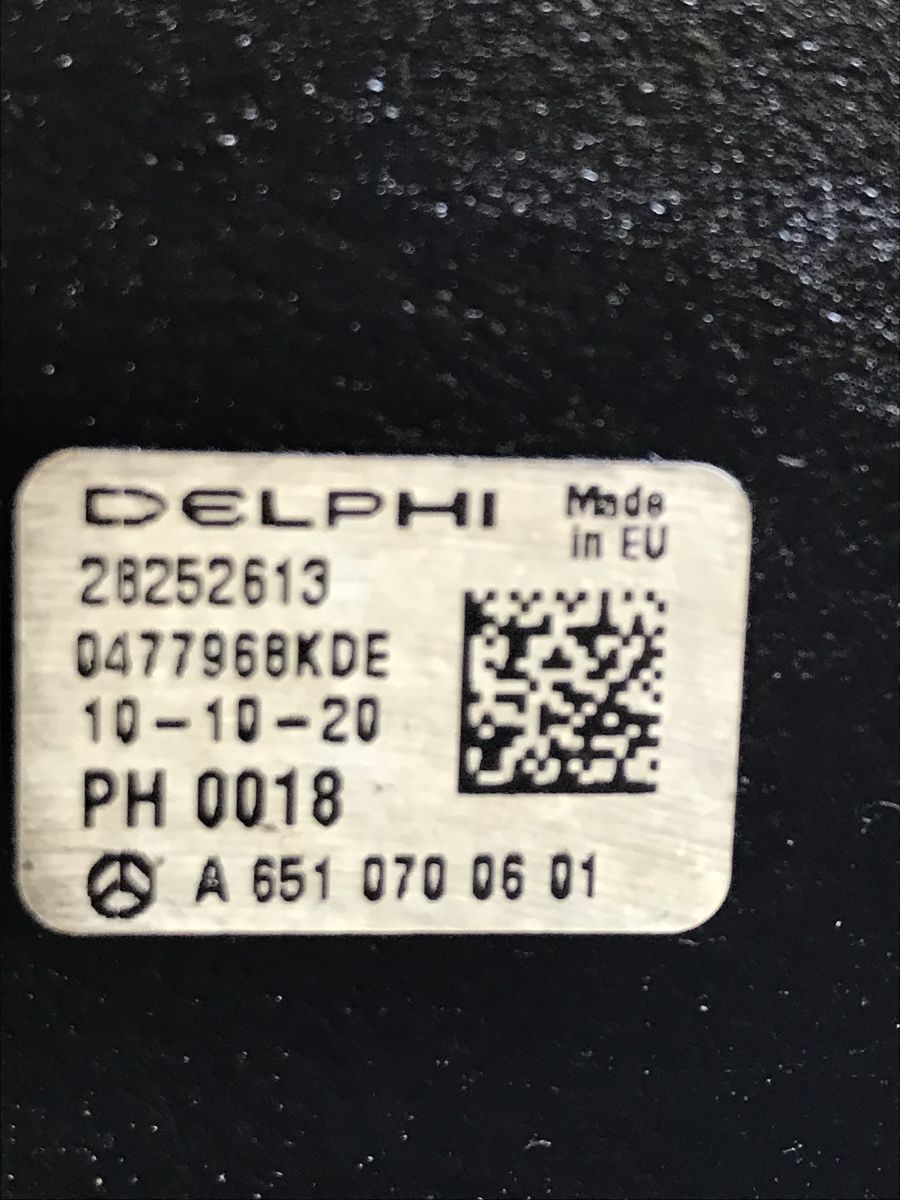 DELPHI
Made
in EU
28252613
0477968KDE
10-10-20
PH 0018
A 651 070 06 01